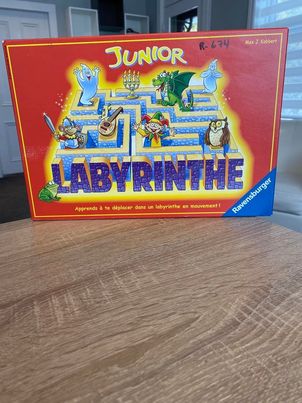 JUNIOR
R-674
Max J. Kobbert
LABYRINTHE
Ravensburger
Apprends à te déplacer dans un labyrinthe en mouvement !